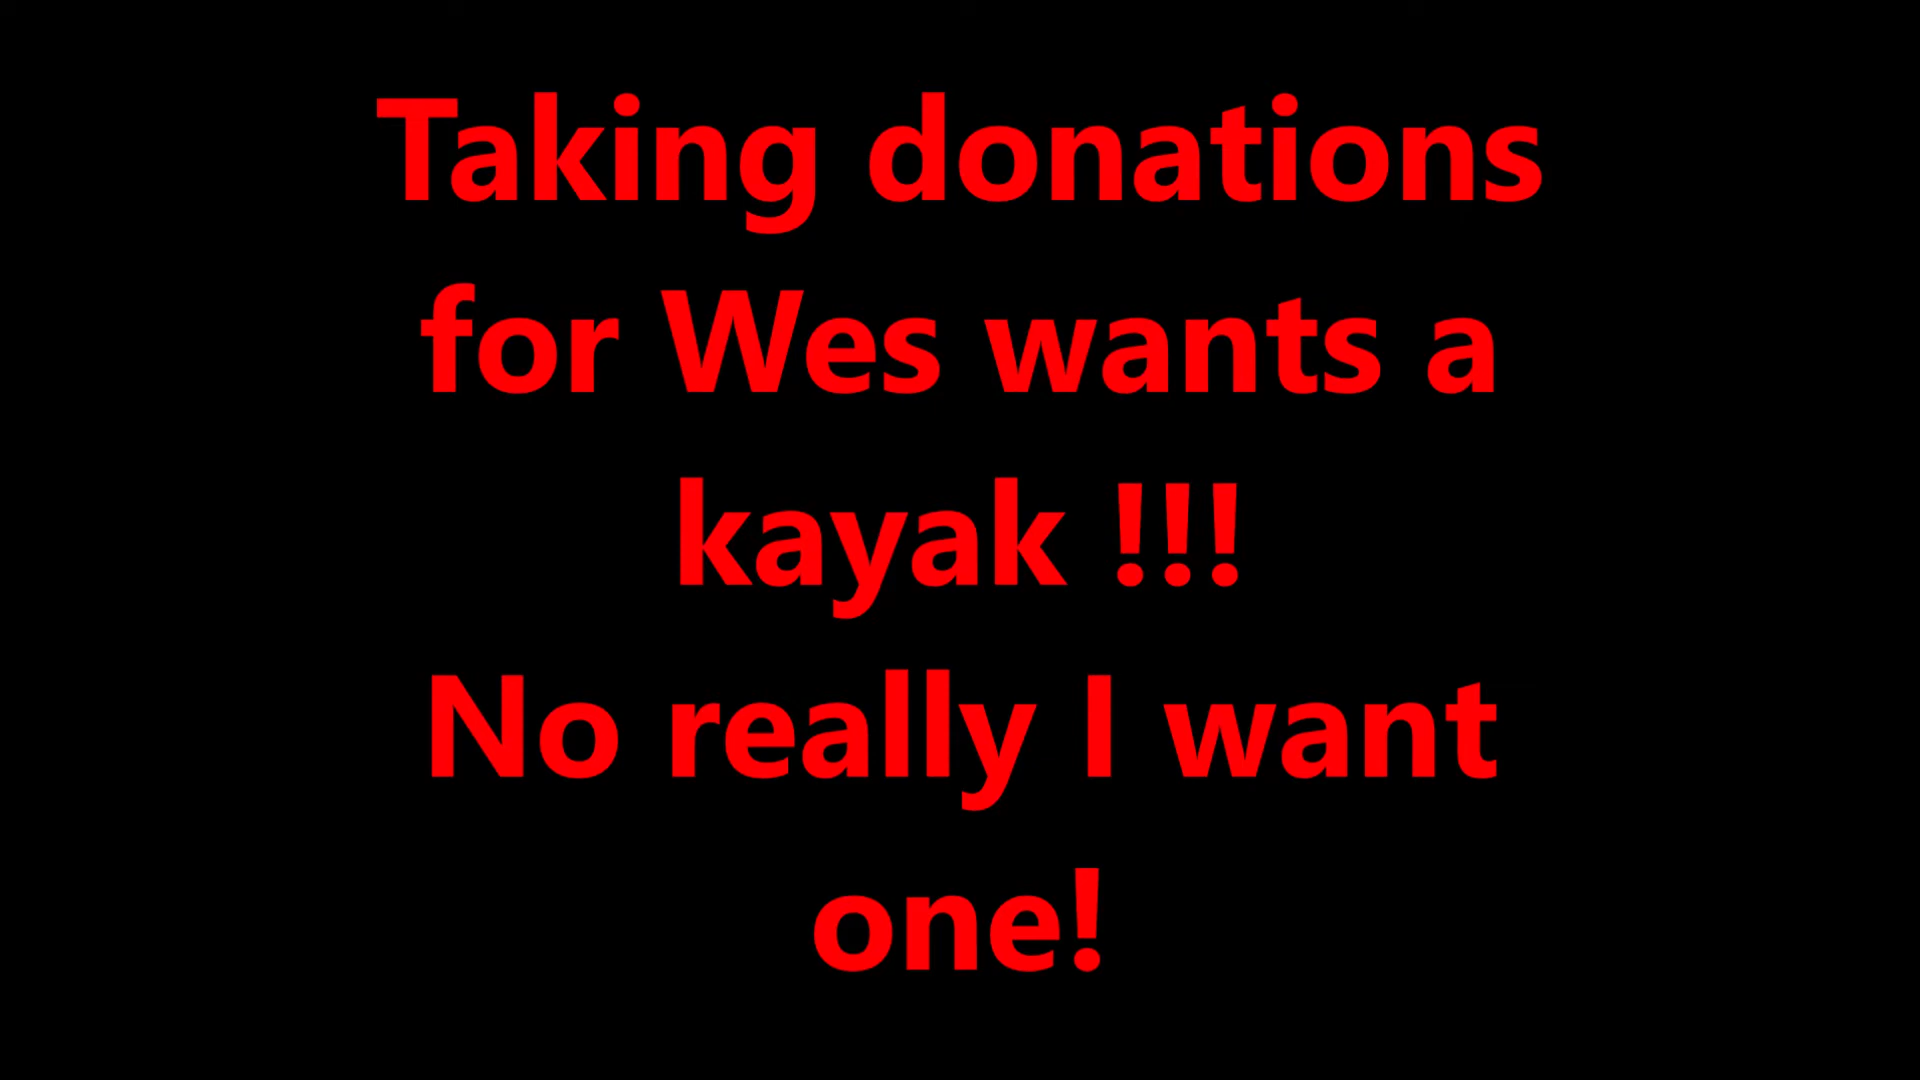 Taking donations
for Wes wants a
kayak !!!
No really I want
one!